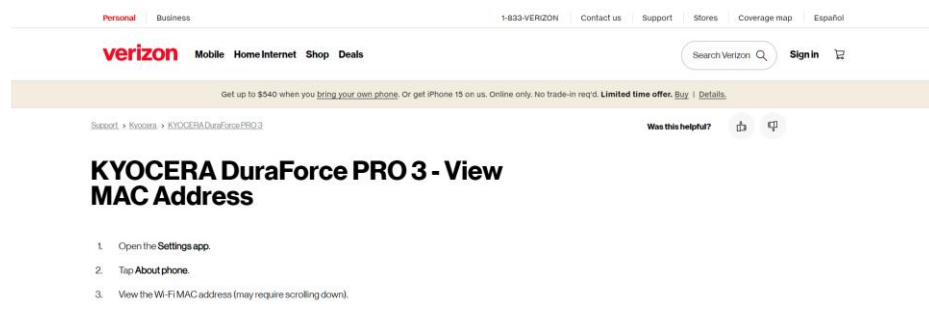 Personal Business 1-833-VERIZON Contact us Support Stores Coverage map Español
verizon Mobile Home Internet Shop Deals Search Verizon Sign in
Get up to $540 when you bring your own phone. Or get iPhone 15 on us. Online only. No trade-in req'd. Limited time offer. Buy | Details.
Support › Kyocera › KYOCERA DuraForce PRO 3 Was this helpful?
KYOCERA DuraForce PRO 3 - View
MAC Address
1. Open the Settings app.
2. Tap About phone.
3. View the Wi-Fi MAC address (may require scrolling down).